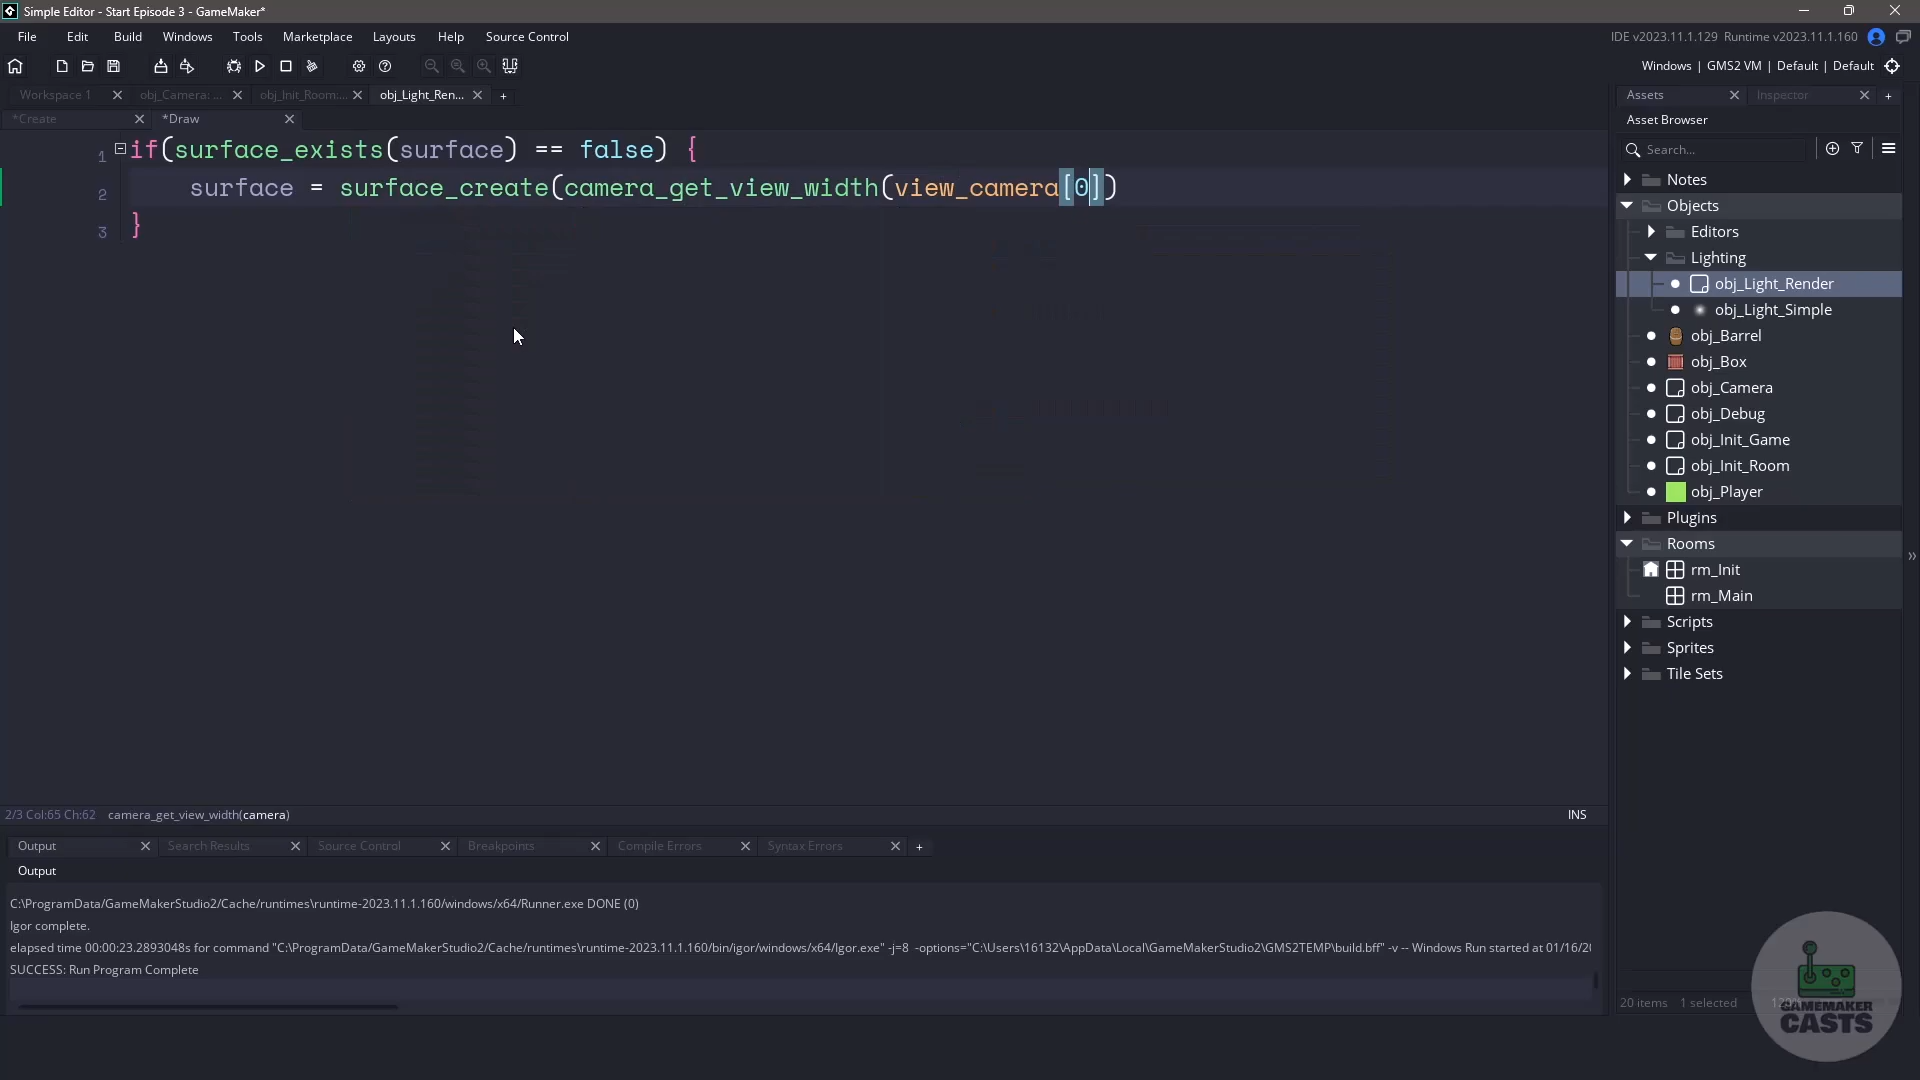 Simple Editor - Start Episode 3 - GameMaker*
File Edit Build Windows Tools Marketplace Layouts Help Source Control
IDE v2023.11.1.129 Runtime v2023.11.1.160
Windows | GMS2 VM | Default | Default
Workspace 1 obj_Camera: ... obj_Init_Room:... obj_Light_Ren... +
*Create *Draw
1 if(surface_exists(surface) == false) {
2 surface = surface_create(camera_get_view_width(view_camera[0])
3 }
2/3 Col:65 Ch:62 camera_get_view_width(camera)
INS
Output Search Results Source Control Breakpoints Compile Errors Syntax Errors +
Output
C:\ProgramData/GameMakerStudio2/Cache/runtimes\runtime-2023.11.1.160/windows/x64/Runner.exe DONE (0)
Igor complete.
elapsed time 00:00:23.2893048s for command "C:\ProgramData/GameMakerStudio2/Cache/runtimes\runtime-2023.11.1.160/bin/igor/windows/x64/Igor.exe" -j=8 -options="C:\Users\16132\AppData\Local\GameMakerStudio2\GMS2TEMP\build.bff" -v -- Windows Run started at 01/16/20
SUCCESS: Run Program Complete
Assets Inspector +
Asset Browser
Search...
Notes
Objects
Editors
Lighting
obj_Light_Render
obj_Light_Simple
obj_Barrel
obj_Box
obj_Camera
obj_Debug
obj_Init_Game
obj_Init_Room
obj_Player
Plugins
Rooms
rm_Init
rm_Main
Scripts
Sprites
Tile Sets
20 items 1 selected
GAMEMAKER
CASTS